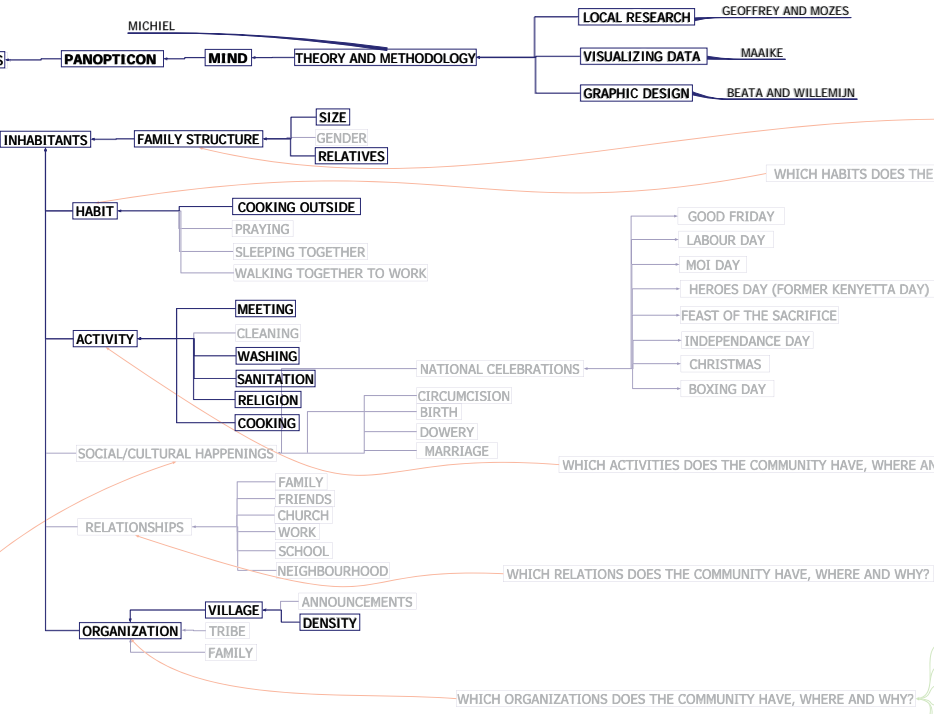 MICHIEL
LOCAL RESEARCH
GEOFFREY AND MOZES
S
PANOPTICON
MIND
THEORY AND METHODOLOGY
VISUALIZING DATA
MAAIKE
GRAPHIC DESIGN
BEATA AND WILLEMIJN
INHABITANTS
FAMILY STRUCTURE
SIZE
GENDER
RELATIVES
WHICH HABITS DOES THE
HABIT
COOKING OUTSIDE
PRAYING
SLEEPING TOGETHER
WALKING TOGETHER TO WORK
GOOD FRIDAY
LABOUR DAY
MOI DAY
HEROES DAY (FORMER KENYETTA DAY)
FEAST OF THE SACRIFICE
INDEPENDANCE DAY
CHRISTMAS
BOXING DAY
ACTIVITY
MEETING
CLEANING
WASHING
SANITATION
RELIGION
COOKING
NATIONAL CELEBRATIONS
CIRCUMCISION
BIRTH
DOWERY
MARRIAGE
SOCIAL/CULTURAL HAPPENINGS
WHICH ACTIVITIES DOES THE COMMUNITY HAVE, WHERE AN
RELATIONSHIPS
FAMILY
FRIENDS
CHURCH
WORK
SCHOOL
NEIGHBOURHOOD
WHICH RELATIONS DOES THE COMMUNITY HAVE, WHERE AND WHY?
ORGANIZATION
VILLAGE
ANNOUNCEMENTS
DENSITY
TRIBE
FAMILY
WHICH ORGANIZATIONS DOES THE COMMUNITY HAVE, WHERE AND WHY?